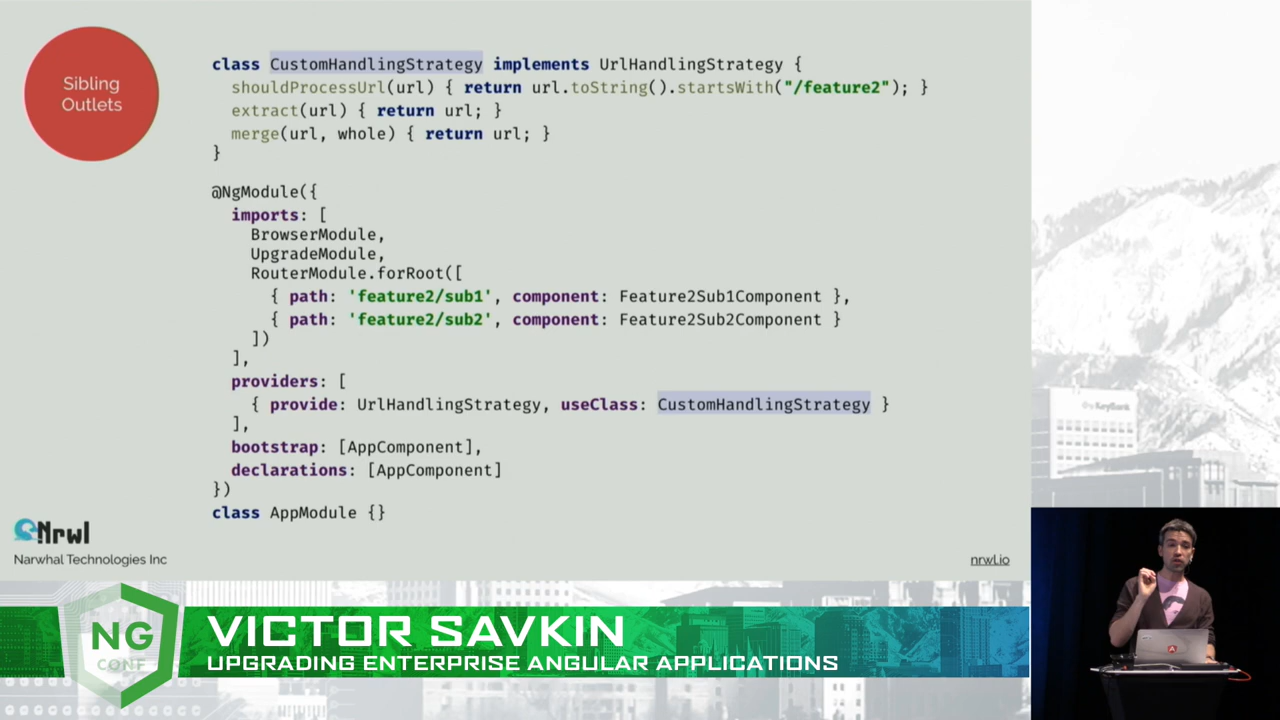 Sibling
Outlets
class CustomHandlingStrategy implements UrlHandlingStrategy {
  shouldProcessUrl(url) { return url.toString().startsWith("/feature2"); }
  extract(url) { return url; }
  merge(url, whole) { return url; }
}
@NgModule({
  imports: [
    BrowserModule,
    UpgradeModule,
    RouterModule.forRoot([
      { path: 'feature2/sub1', component: Feature2Sub1Component },
      { path: 'feature2/sub2', component: Feature2Sub2Component }
    ])
  ],
  providers: [
    { provide: UrlHandlingStrategy, useClass: CustomHandlingStrategy }
  ],
  bootstrap: [AppComponent],
  declarations: [AppComponent]
})
class AppModule {}
Nrwl
Narwhal Technologies Inc
nrwl.io
KeyBank
NG
CONF
VICTOR SAVKIN
UPGRADING ENTERPRISE ANGULAR APPLICATIONS